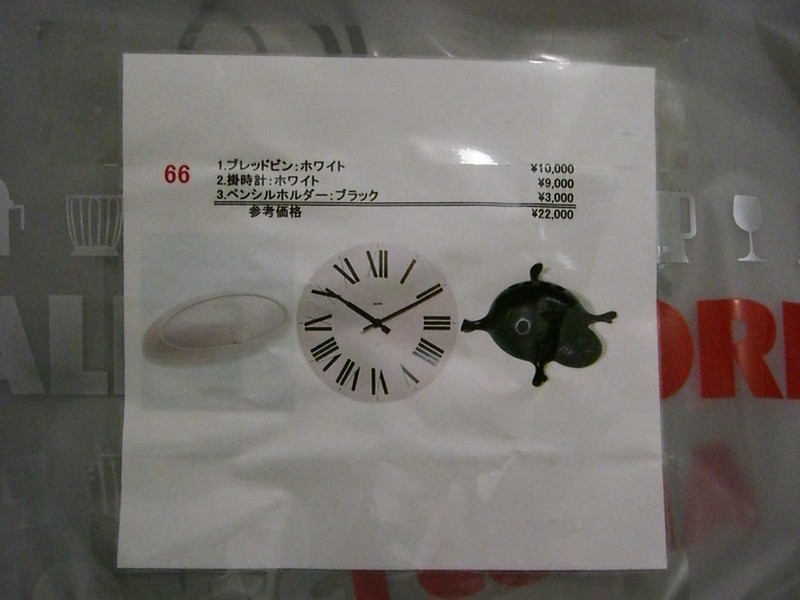 66
1.ブレッドビン：ホワイト ¥10,000
2.掛時計：ホワイト ¥9,000
3.ペンシルホルダー：ブラック ¥3,000
参考価格 ¥22,000